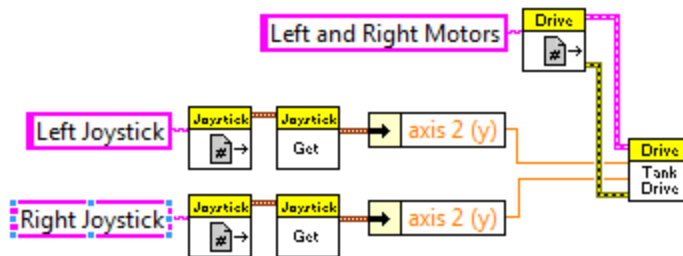 Drive
Left and Right Motors
#
Joystick
Joystick
Left Joystick
#
Get
axis 2 (y)
Drive
Tank
Drive
Joystick
Joystick
Right Joystick
#
Get
axis 2 (y)